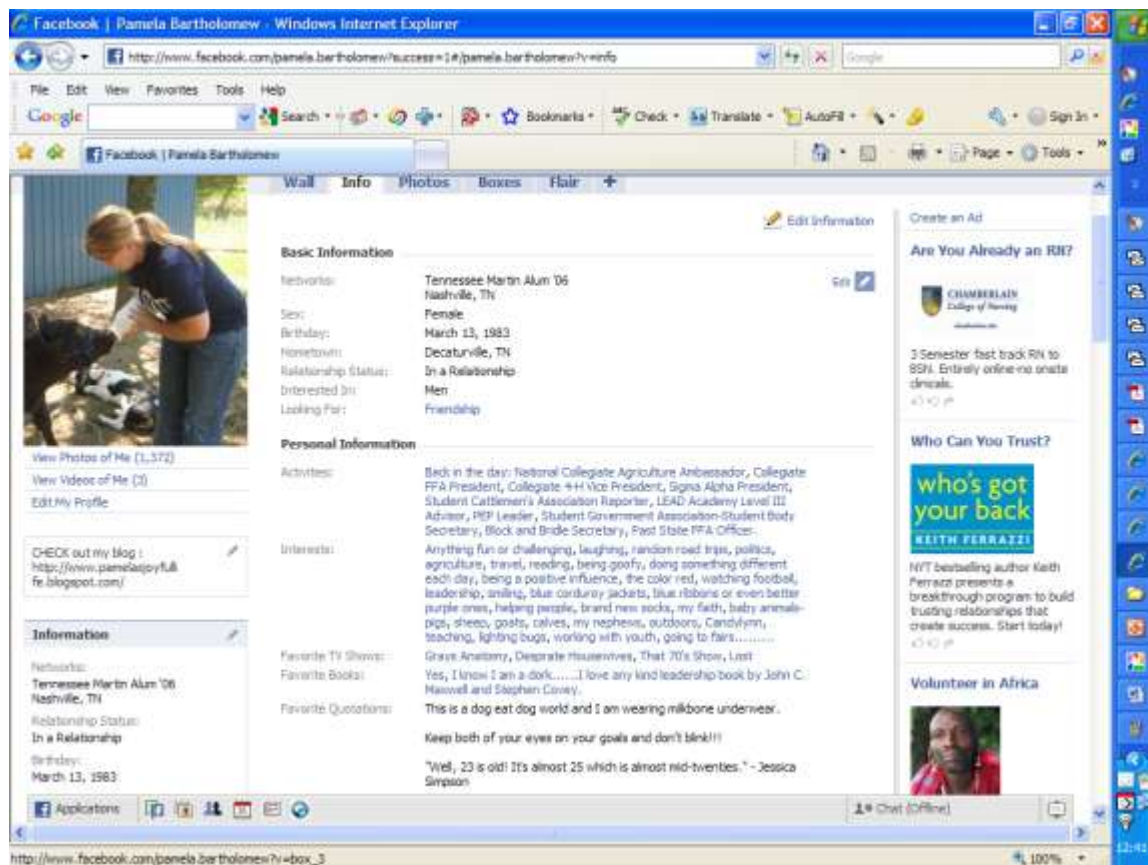 Facebook | Pamela Bartholomew - Windows Internet Explorer
http://www.facebook.com/pamela.bartholomew?success=1#/pamela.bartholomew?v=info
Google
File Edit View Favorites Tools Help
Google
Search
Bookmarks
Check
Translate
AutoFill
Sign In
Facebook | Pamela Bartholomew
Page
Tools
Wall Info Photos Boxes Flair +
Edit Information
Basic Information
Networks: Tennessee Martin Alum '06
Nashville, TN
Edit
Sex: Female
Birthday: March 13, 1983
Hometown: Decaturville, TN
Relationship Status: In a Relationship
Interested In: Men
Looking For: Friendship
Personal Information
Activities: Back in the day: National Collegiate Agriculture Ambassador, Collegiate
FFA President, Collegiate 4-H Vice President, Sigma Alpha President,
Student Cattlemen's Association Reporter, LEAD Academy Level III
Advisor, PEP Leader, Student Government Association-Student Body
Secretary, Block and Bridle Secretary, Past State FFA Officer
Interests: Anything fun or challenging, laughing, random road trips, politics,
agriculture, travel, reading, being goofy, doing something different
each day, being a positive influence, the color red, watching football,
leadership, smiling, blue corduroy jackets, blue ribbons or even better
purple ones, helping people, brand new socks, my faith, baby animals-
pigs, sheep, goats, calves, my nephews, outdoors, Candylynn,
teaching, lighting bugs, working with youth, going to fairs.........
Favorite TV Shows: Grays Anatomy, Desprate Housewives, That 70's Show, Lost
Favorite Books: Yes, I know I am a dork......I love any kind leadership book by John C.
Maxwell and Stephen Covey.
Favorite Quotations: This is a dog eat dog world and I am wearing milkbone underwear.
Keep both of your eyes on your goals and don't blink!!!
"Well, 23 is old! It's almost 25 which is almost mid-twenties." - Jessica
Simpson
View Photos of Me (1,372)
View Videos of Me (3)
Edit My Profile
CHECK out my blog :
http://www.pamelasjoyfulli
fe.blogspot.com/
Information
Networks:
Tennessee Martin Alum '06
Nashville, TN
Relationship Status:
In a Relationship
Birthday:
March 13, 1983
Create an Ad
Are You Already an RN?
CHAMBERLAIN
College of Nursing
3 Semester fast track RN to
BSN. Entirely online-no onsite
clinicals.
Who Can You Trust?
who's got
your back
KEITH FERRAZZI
NYT bestselling author Keith
Ferrazzi presents a
breakthrough program to build
trusting relationships that
create success. Start today!
Volunteer in Africa
Applications
Chat (Offline)
http://www.facebook.com/pamela.bartholomew?v=box_3
100%
12:41